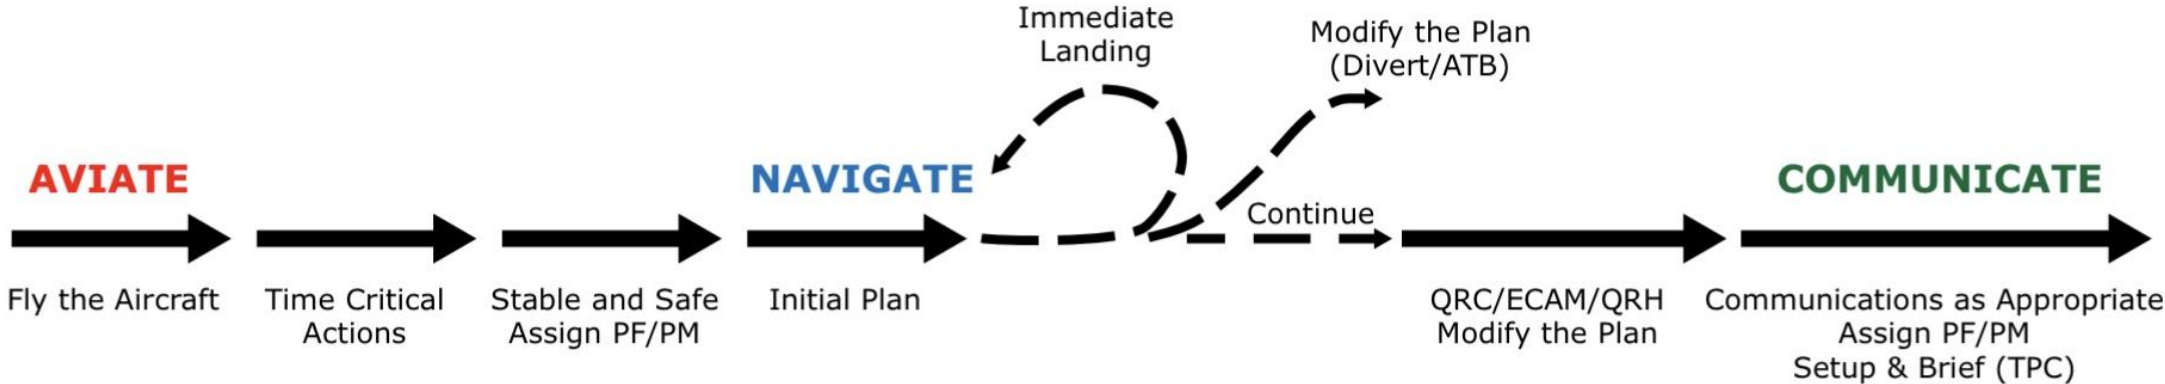 Immediate
Landing
Modify the Plan
(Divert/ATB)
AVIATE
NAVIGATE
COMMUNICATE
Continue
Fly the Aircraft
Time Critical
Actions
Stable and Safe
Assign PF/PM
Initial Plan
QRC/ECAM/QRH
Modify the Plan
Communications as Appropriate
Assign PF/PM
Setup & Brief (TPC)